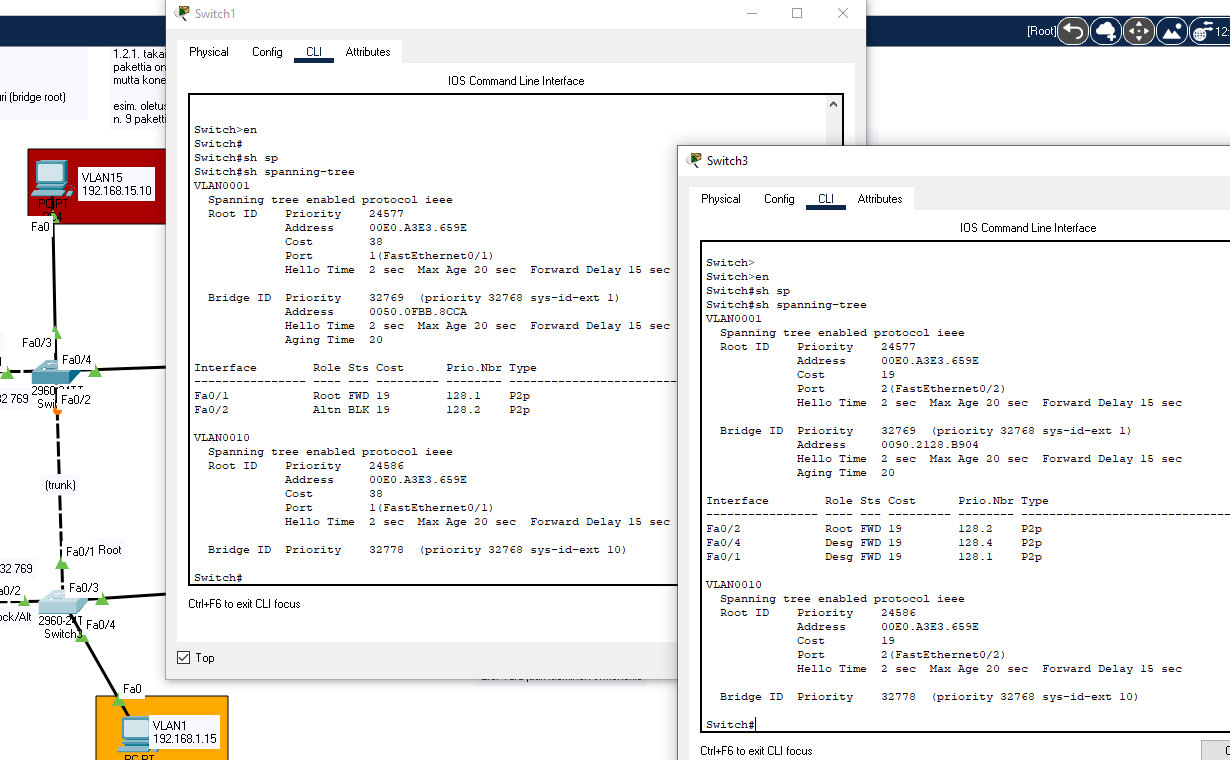 Switch1
[Root]
12:
Physical Config CLI Attributes
IOS Command Line Interface
Switch>en
Switch#
Switch#sh sp
Switch#sh spanning-tree
VLAN0001
Spanning tree enabled protocol ieee
Root ID Priority 24577
Address 00E0.A3E3.659E
Cost 38
Port 1(FastEthernet0/1)
Hello Time 2 sec Max Age 20 sec Forward Delay 15 sec
Bridge ID Priority 32769 (priority 32768 sys-id-ext 1)
Address 0050.0FBB.8CCA
Hello Time 2 sec Max Age 20 sec Forward Delay 15 sec
Aging Time 20
Interface Role Sts Cost Prio.Nbr Type
---------------- ---- --- --------- -------- --------------------------------
Fa0/1 Root FWD 19 128.1 P2p
Fa0/2 Altn BLK 19 128.2 P2p
VLAN0010
Spanning tree enabled protocol ieee
Root ID Priority 24586
Address 00E0.A3E3.659E
Cost 38
Port 1(FastEthernet0/1)
Hello Time 2 sec Max Age 20 sec Forward Delay 15 sec
Bridge ID Priority 32778 (priority 32768 sys-id-ext 10)
Switch#
Ctrl+F6 to exit CLI focus
Top
Switch3
Physical Config CLI Attributes
IOS Command Line Interface
Switch>
Switch>en
Switch#sh sp
Switch#sh spanning-tree
VLAN0001
Spanning tree enabled protocol ieee
Root ID Priority 24577
Address 00E0.A3E3.659E
Cost 19
Port 2(FastEthernet0/2)
Hello Time 2 sec Max Age 20 sec Forward Delay 15 sec
Bridge ID Priority 32769 (priority 32768 sys-id-ext 1)
Address 0090.2128.B904
Hello Time 2 sec Max Age 20 sec Forward Delay 15 sec
Aging Time 20
Interface Role Sts Cost Prio.Nbr Type
---------------- ---- --- --------- -------- --------------------------------
Fa0/2 Root FWD 19 128.2 P2p
Fa0/4 Desg FWD 19 128.4 P2p
Fa0/1 Desg FWD 19 128.1 P2p
VLAN0010
Spanning tree enabled protocol ieee
Root ID Priority 24586
Address 00E0.A3E3.659E
Cost 19
Port 2(FastEthernet0/2)
Hello Time 2 sec Max Age 20 sec Forward Delay 15 sec
Bridge ID Priority 32778 (priority 32768 sys-id-ext 10)
Switch#
Ctrl+F6 to exit CLI focus
1.2.1. takai
pakettia on
mutta kone
esim. oletus
n. 9 paketti
ri (bridge root)
VLAN15
192.168.15.10
PC-PT
Fa0
Fa0/3
Fa0/4
2960-24TT
32 769
Fa0/2
(trunk)
Fa0/1 Root
32 769
Fa0/3
a0/2
ock/Alt
2960-24T
Switch3
Fa0/4
Fa0
VLAN1
192.168.1.15
PC-PT